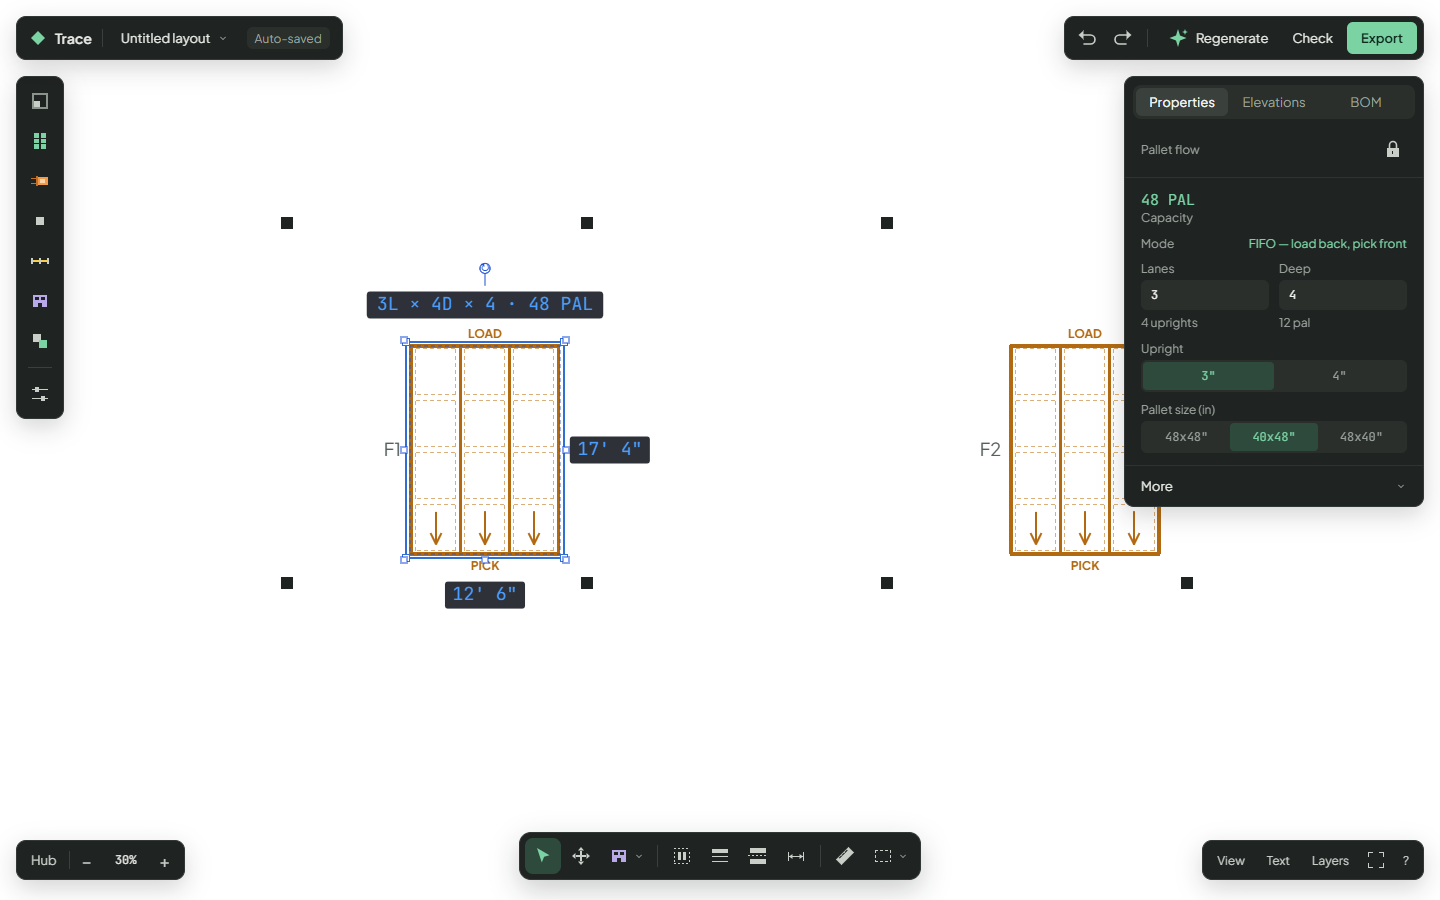 Trace
Untitled layout
Auto-saved
Regenerate
Check
Export
Properties
Elevations
BOM
Pallet flow
48 PAL
Capacity
Mode
FIFO — load back, pick front
Lanes
Deep
3
4
4 uprights
12 pal
Upright
3"
4"
Pallet size (in)
48x48"
40x48"
48x40"
More
3L × 4D × 4 · 48 PAL
LOAD
F1
17' 4"
PICK
12' 6"
LOAD
F2
PICK
Hub
30%
View
Text
Layers
?